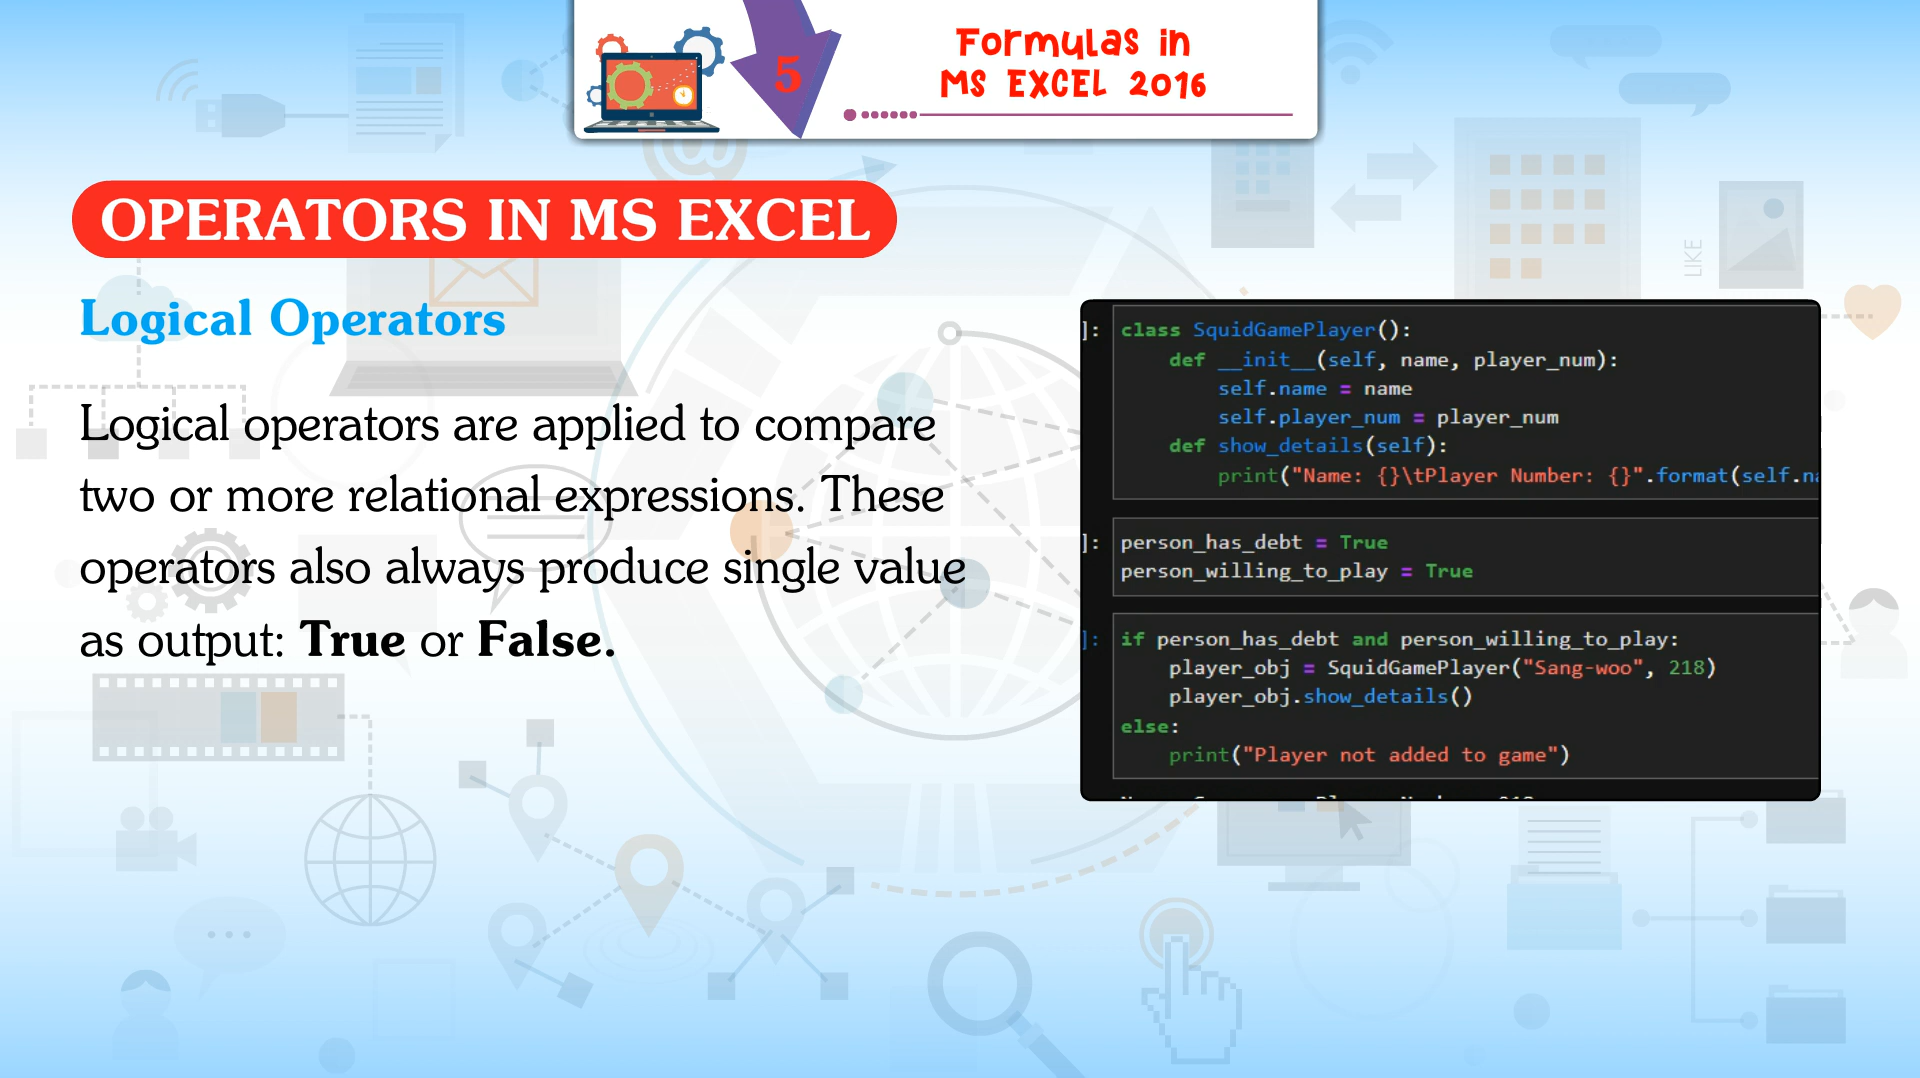 5
Formulas in
MS EXCEL 2016
OPERATORS IN MS EXCEL
Logical Operators
Logical operators are applied to compare
two or more relational expressions. These
operators also always produce single value
as output: True or False.
]: class SquidGamePlayer():
    def __init__(self, name, player_num):
        self.name = name
        self.player_num = player_num
    def show_details(self):
        print("Name: {}\tPlayer Number: {}".format(self.na
]: person_has_debt = True
person_willing_to_play = True
]: if person_has_debt and person_willing_to_play:
    player_obj = SquidGamePlayer("Sang-woo", 218)
    player_obj.show_details()
else:
    print("Player not added to game")
LIKE